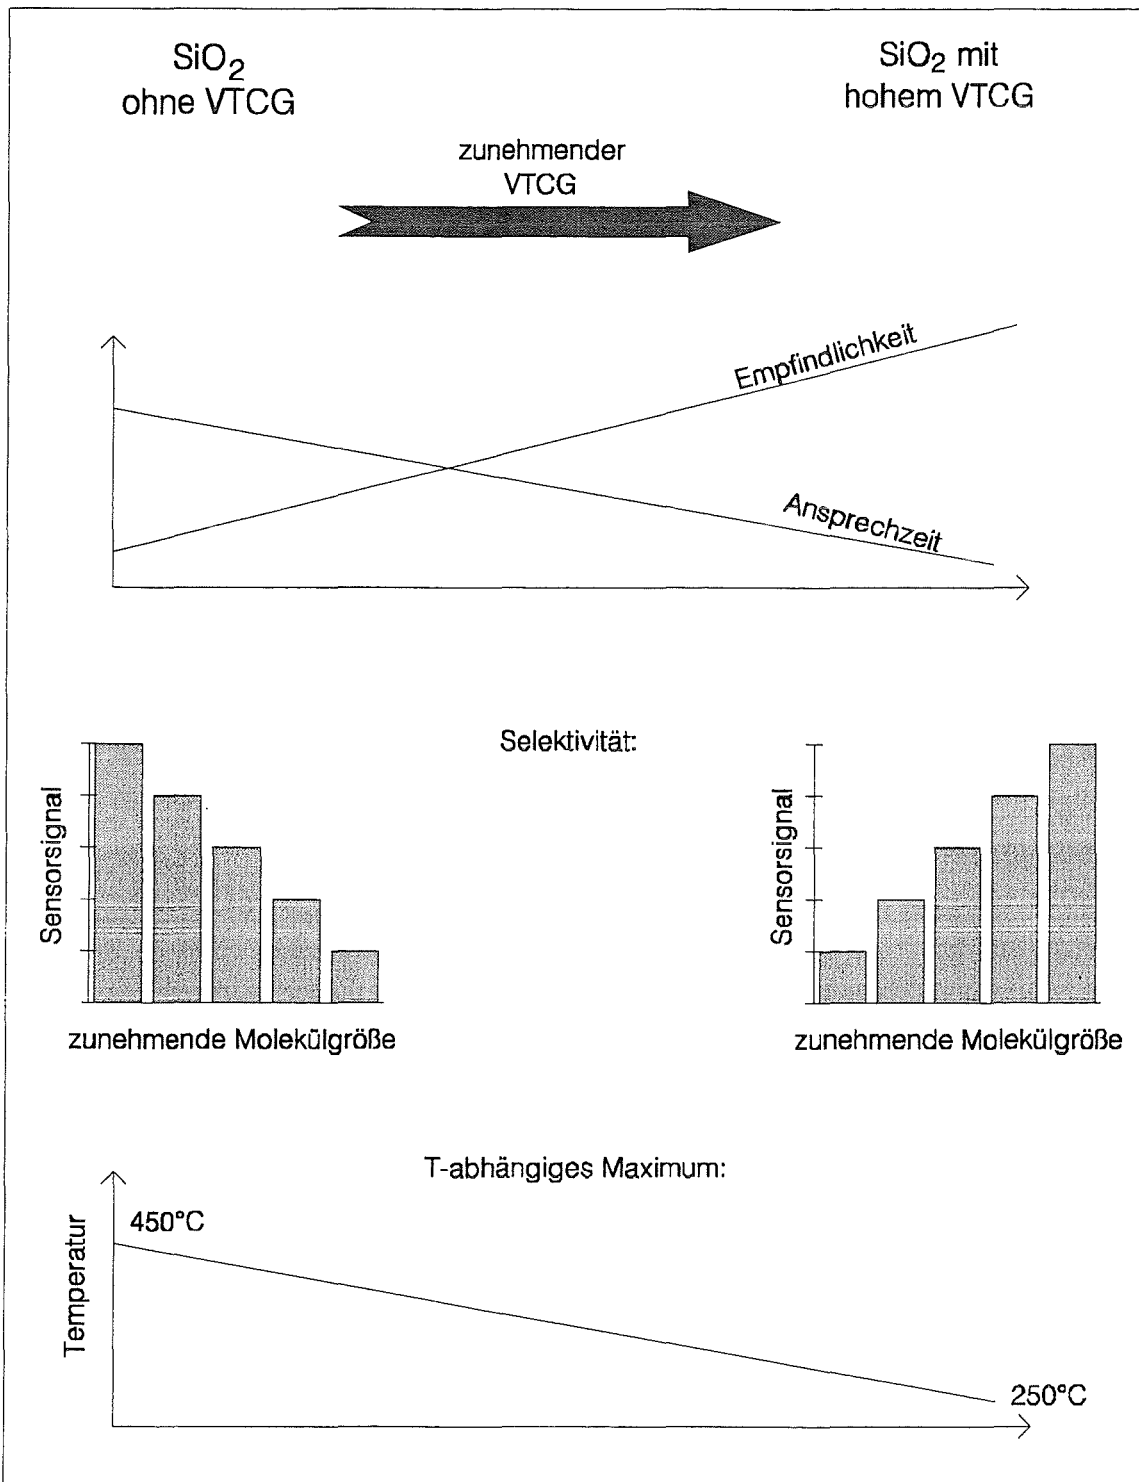 SiO2
ohne VTCG
SiO2 mit
hohem VTCG
zunehmender
VTCG
Empfindlichkeit
Ansprechzeit
Selektivität:
Sensorsignal
zunehmende Molekülgröße
Sensorsignal
zunehmende Molekülgröße
T-abhängiges Maximum:
Temperatur
450°C
250°C